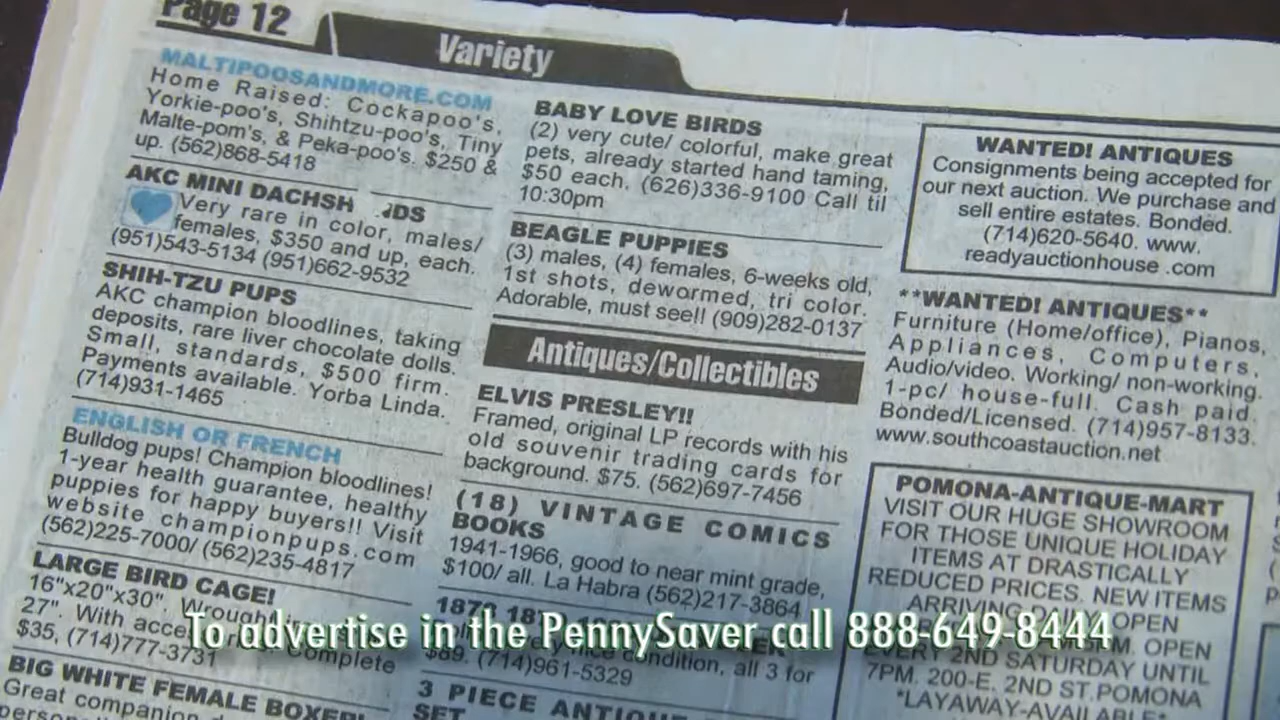 Page 12
Variety
MALTIPOOSANDMORE.COM
Home Raised: Cockapoo's,
Yorkie-poo's, Shihtzu-poo's, Tiny
Malte-pom's, & Peka-poo's. $250 &
up. (562)868-5418
AKC MINI DACHSH NDS
Very rare in color, males/
females, $350 and up, each.
(951)543-5134 (951)662-9532
SHIH-TZU PUPS
AKC champion bloodlines, taking
deposits, rare liver chocolate dolls.
Small, standards, $500 firm.
Payments available. Yorba Linda.
(714)931-1465
ENGLISH OR FRENCH
Bulldog pups! Champion bloodlines!
1-year health guarantee, healthy
puppies for happy buyers!! Visit
website championpups.com
(562)225-7000/ (562)235-4817
LARGE BIRD CAGE!
16"x20"x30". Wrough
27". With acce Complete
$35, (714)777-3731
BIG WHITE FEMALE BOXER!
Great companion
BABY LOVE BIRDS
(2) very cute/ colorful, make great
pets, already started hand taming,
$50 each. (626)336-9100 Call til
10:30pm
BEAGLE PUPPIES
(3) males, (4) females, 6-weeks old,
1st shots, dewormed, tri color.
Adorable, must see!! (909)282-0137
Antiques/Collectibles
ELVIS PRESLEY!!
Framed, original LP records with his
old souvenir trading cards for
background. $75. (562)697-7456
(18) VINTAGE COMICS
BOOKS
1941-1966, good to near mint grade,
$100/ all. La Habra (562)217-3864
condition, all 3 for
$89. (714)961-5329
3 PIECE ANTIQUE
SET
WANTED! ANTIQUES
Consignments being accepted for
our next auction. We purchase and
sell entire estates. Bonded.
(714)620-5640. www.
readyauctionhouse .com
**WANTED! ANTIQUES**
Furniture (Home/office), Pianos,
Appliances, Computers,
Audio/video. Working/ non-working.
1-pc/ house-full. Cash paid.
Bonded/Licensed. (714)957-8133.
www.southcoastauction.net
POMONA-ANTIQUE-MART
VISIT OUR HUGE SHOWROOM
FOR THOSE UNIQUE HOLIDAY
ITEMS AT DRASTICALLY
REDUCED PRICES. NEW ITEMS
ARRIVING DAILY. OPEN
OPEN
EVERY 2ND SATURDAY UNTIL
7PM. 200-E. 2ND ST.POMONA
*LAYAWAY-AVAILABLE*
To advertise in the PennySaver call 888-649-8444